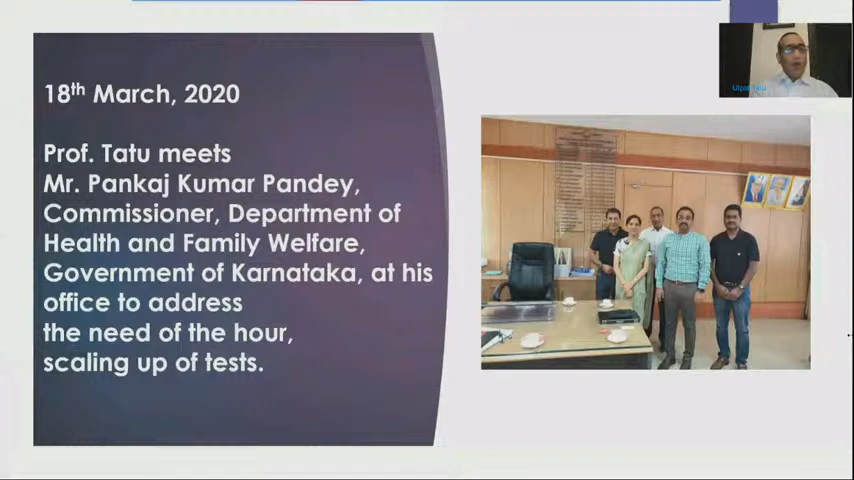 18th March, 2020
Prof. Tatu meets
Mr. Pankaj Kumar Pandey,
Commissioner, Department of
Health and Family Welfare,
Government of Karnataka, at his
office to address
the need of the hour,
scaling up of tests.